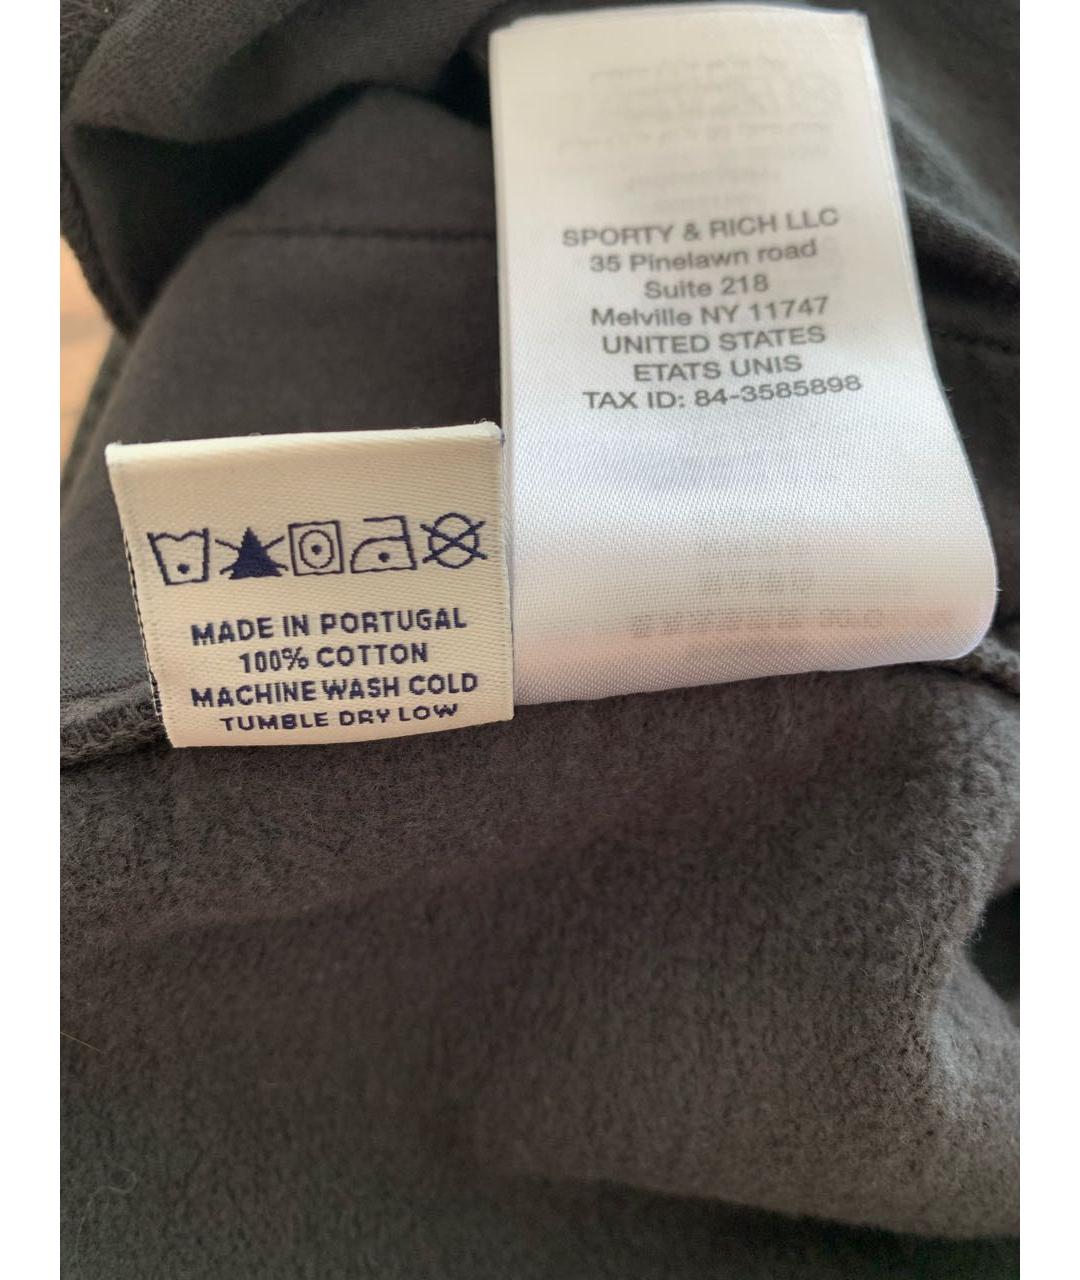 SPORTY & RICH LLC
35 Pinelawn road
Suite 218
Melville NY 11747
UNITED STATES
ETATS UNIS
TAX ID: 84-3585898
MADE IN PORTUGAL
100% COTTON
MACHINE WASH COLD
TUMBLE DRY LOW